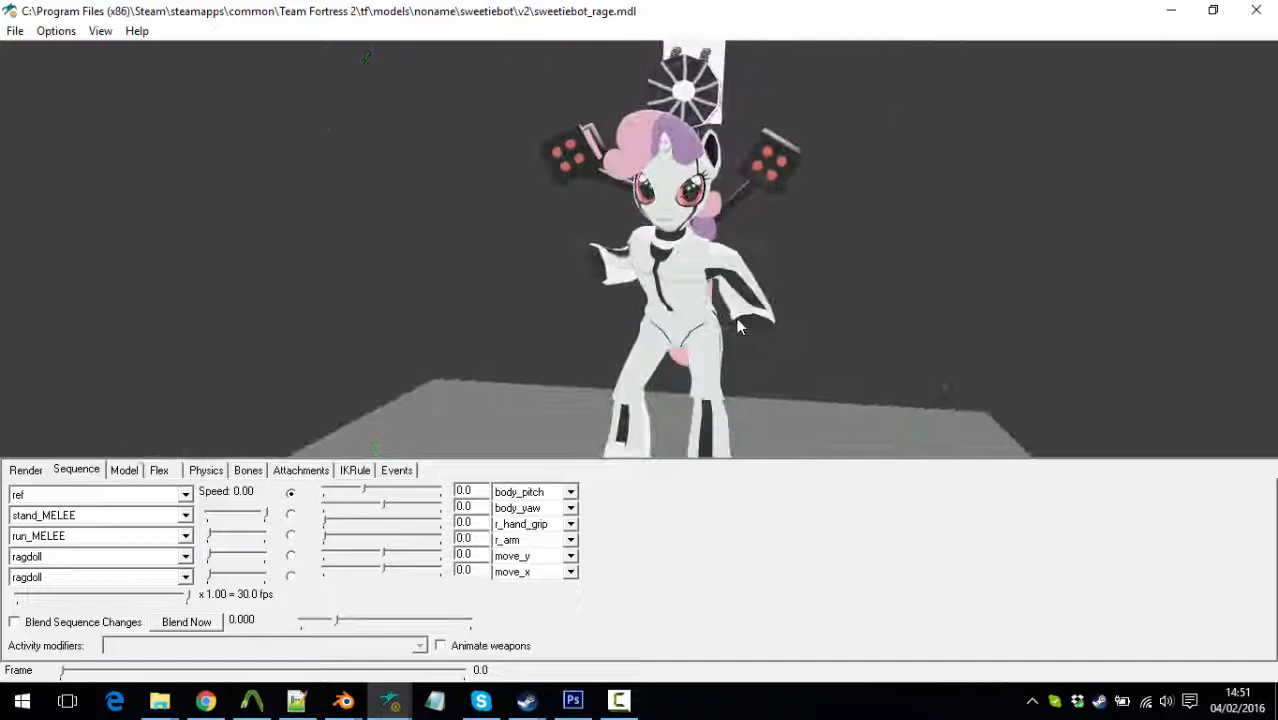 C:\Program Files (x86)\Steam\steamapps\common\Team Fortress 2\tf\models\noname\sweetiebot\v2\sweetiebot_rage.mdl
File Options View Help
Render Sequence Model Flex Physics Bones Attachments IKRule Events
ref Speed: 0.00 0.0 body_pitch
stand_MELEE 0.0 body_yaw
run_MELEE 0.0 r_hand_grip
ragdoll 0.0 r_arm
ragdoll 0.0 move_y
x 1.00 = 30.0 fps 0.0 move_x
Blend Sequence Changes Blend Now 0.000
Activity modifiers: Animate weapons
Frame 0.0
Ps
14:51
04/02/2016